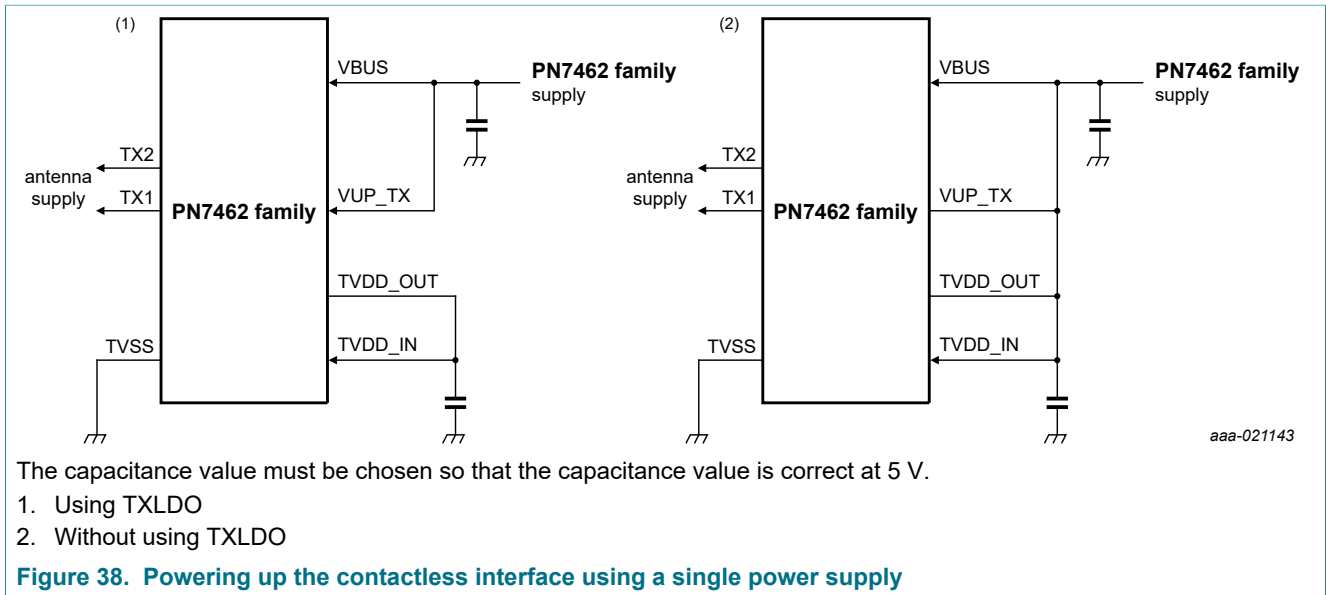 (1)
VBUS
PN7462 family
supply
TX2
antenna
supply
TX1
PN7462 family
VUP_TX
TVDD_OUT
TVSS
TVDD_IN
(2)
VBUS
PN7462 family
supply
TX2
antenna
supply
TX1
PN7462 family
VUP_TX
TVDD_OUT
TVSS
TVDD_IN
aaa-021143
The capacitance value must be chosen so that the capacitance value is correct at 5 V.
1. Using TXLDO
2. Without using TXLDO
Figure 38. Powering up the contactless interface using a single power supply